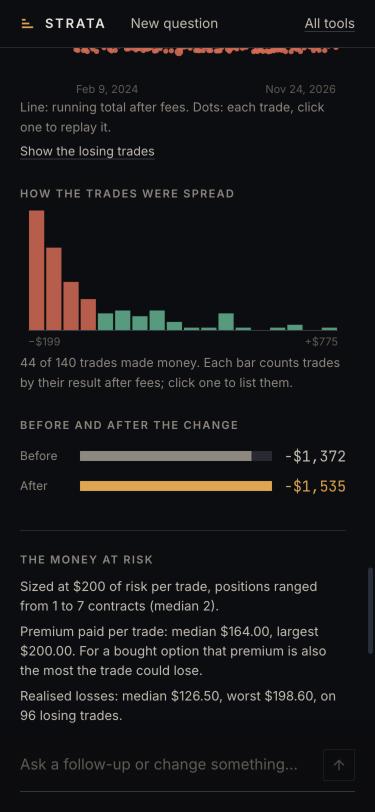 STRATA New question All tools
Feb 9, 2024 Nov 24, 2026
Line: running total after fees. Dots: each trade, click
one to replay it.
Show the losing trades
HOW THE TRADES WERE SPREAD
−$199 +$775
44 of 140 trades made money. Each bar counts trades
by their result after fees; click one to list them.
BEFORE AND AFTER THE CHANGE
Before -$1,372
After -$1,535
THE MONEY AT RISK
Sized at $200 of risk per trade, positions ranged
from 1 to 7 contracts (median 2).
Premium paid per trade: median $164.00, largest
$200.00. For a bought option that premium is also
the most the trade could lose.
Realised losses: median $126.50, worst $198.60, on
96 losing trades.
Ask a follow-up or change something...